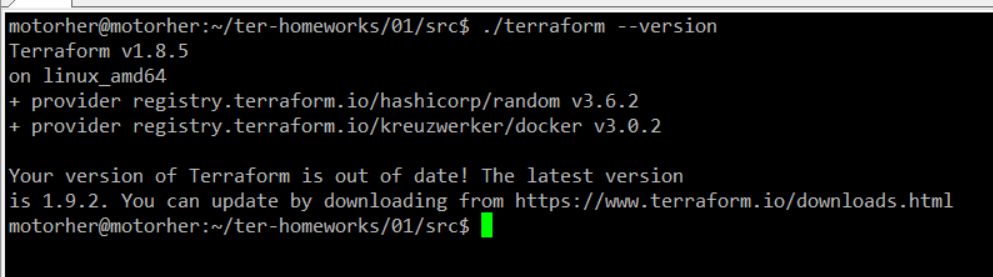 motorher@motorher:~/ter-homeworks/01/src$ ./terraform --version
Terraform v1.8.5
on linux_amd64
+ provider registry.terraform.io/hashicorp/random v3.6.2
+ provider registry.terraform.io/kreuzwerker/docker v3.0.2
Your version of Terraform is out of date! The latest version
is 1.9.2. You can update by downloading from https://www.terraform.io/downloads.html
motorher@motorher:~/ter-homeworks/01/src$